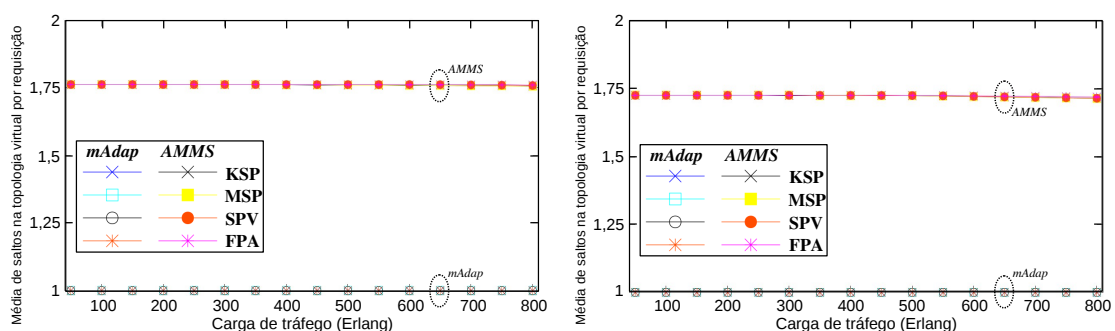 Média de saltos na topologia virtual por requisição
2
1,75
1,5
1,25
1
AMMS
mAdap AMMS
KSP
MSP
SPV
FPA
mAdap
100 200 300 400 500 600 700 800
Carga de tráfego (Erlang)
Média de saltos na topologia virtual por requisição
2
1,75
1,5
1,25
1
AMMS
mAdap AMMS
KSP
MSP
SPV
FPA
mAdap
100 200 300 400 500 600 700 800
Carga de tráfego (Erlang)